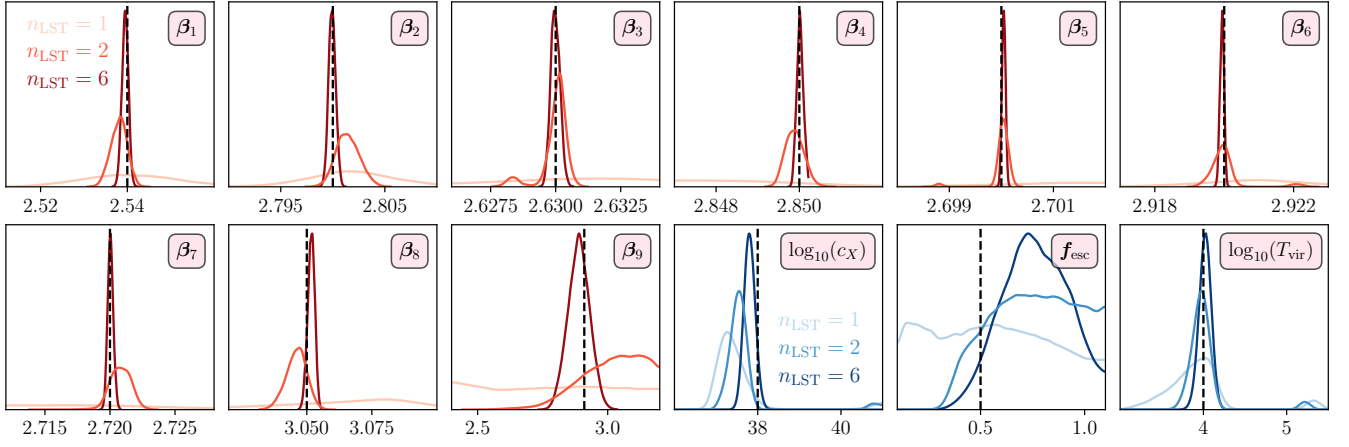 n_LST = 1
n_LST = 2
n_LST = 6
β₁
β₂
β₃
β₄
β₅
β₆
2.52 2.54
2.795 2.805
2.6275 2.6300 2.6325
2.848 2.850
2.699 2.701
2.918 2.922
β₇
β₈
β₉
log₁₀(c_X)
f_esc
log₁₀(T_vir)
n_LST = 1
n_LST = 2
n_LST = 6
2.715 2.720 2.725
3.050 3.075
2.5 3.0
38 40
0.5 1.0
4 5